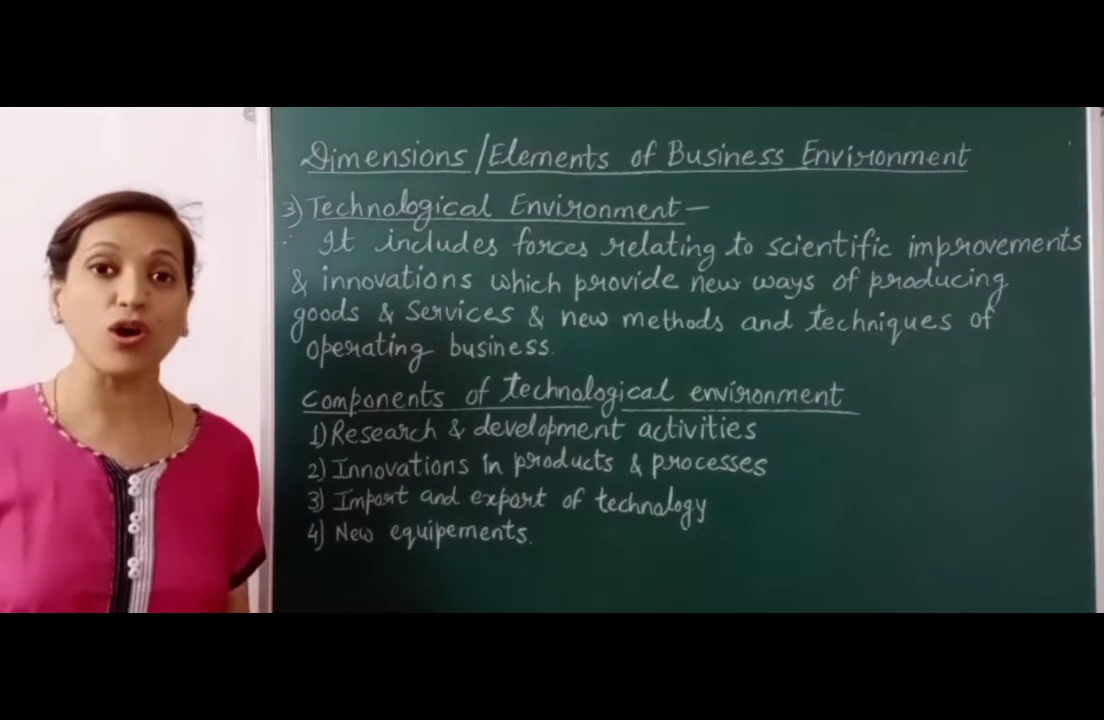 Dimensions/Elements of Business Environment
3) Technological Environment—
It includes forces relating to scientific improvements
& innovations which provide new ways of producing
goods & Services & new methods and techniques of
operating business.
Components of technological environment
1) Research & development activities
2) Innovations in products & processes
3) Import and export of technology
4) New equipements.